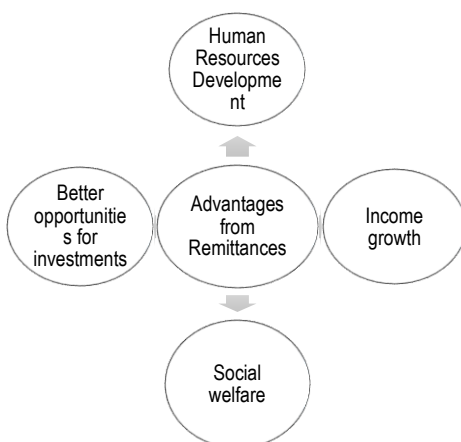 Human
Resources
Developme
nt
Better
opportunitie
s for
investments
Advantages
from
Remittances
Income
growth
Social
welfare